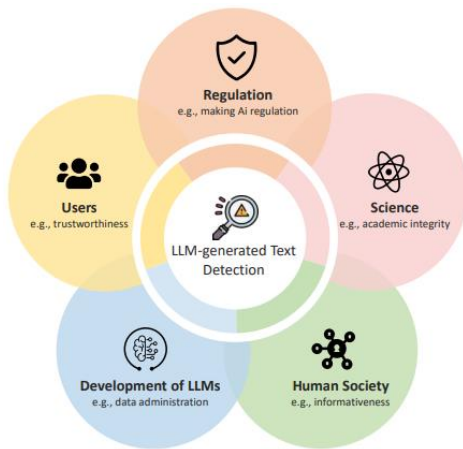 Regulation
e.g., making Ai regulation
Users
e.g., trustworthiness
Science
e.g., academic integrity
LLM-generated Text
Detection
Development of LLMs
e.g., data administration
Human Society
e.g., informativeness